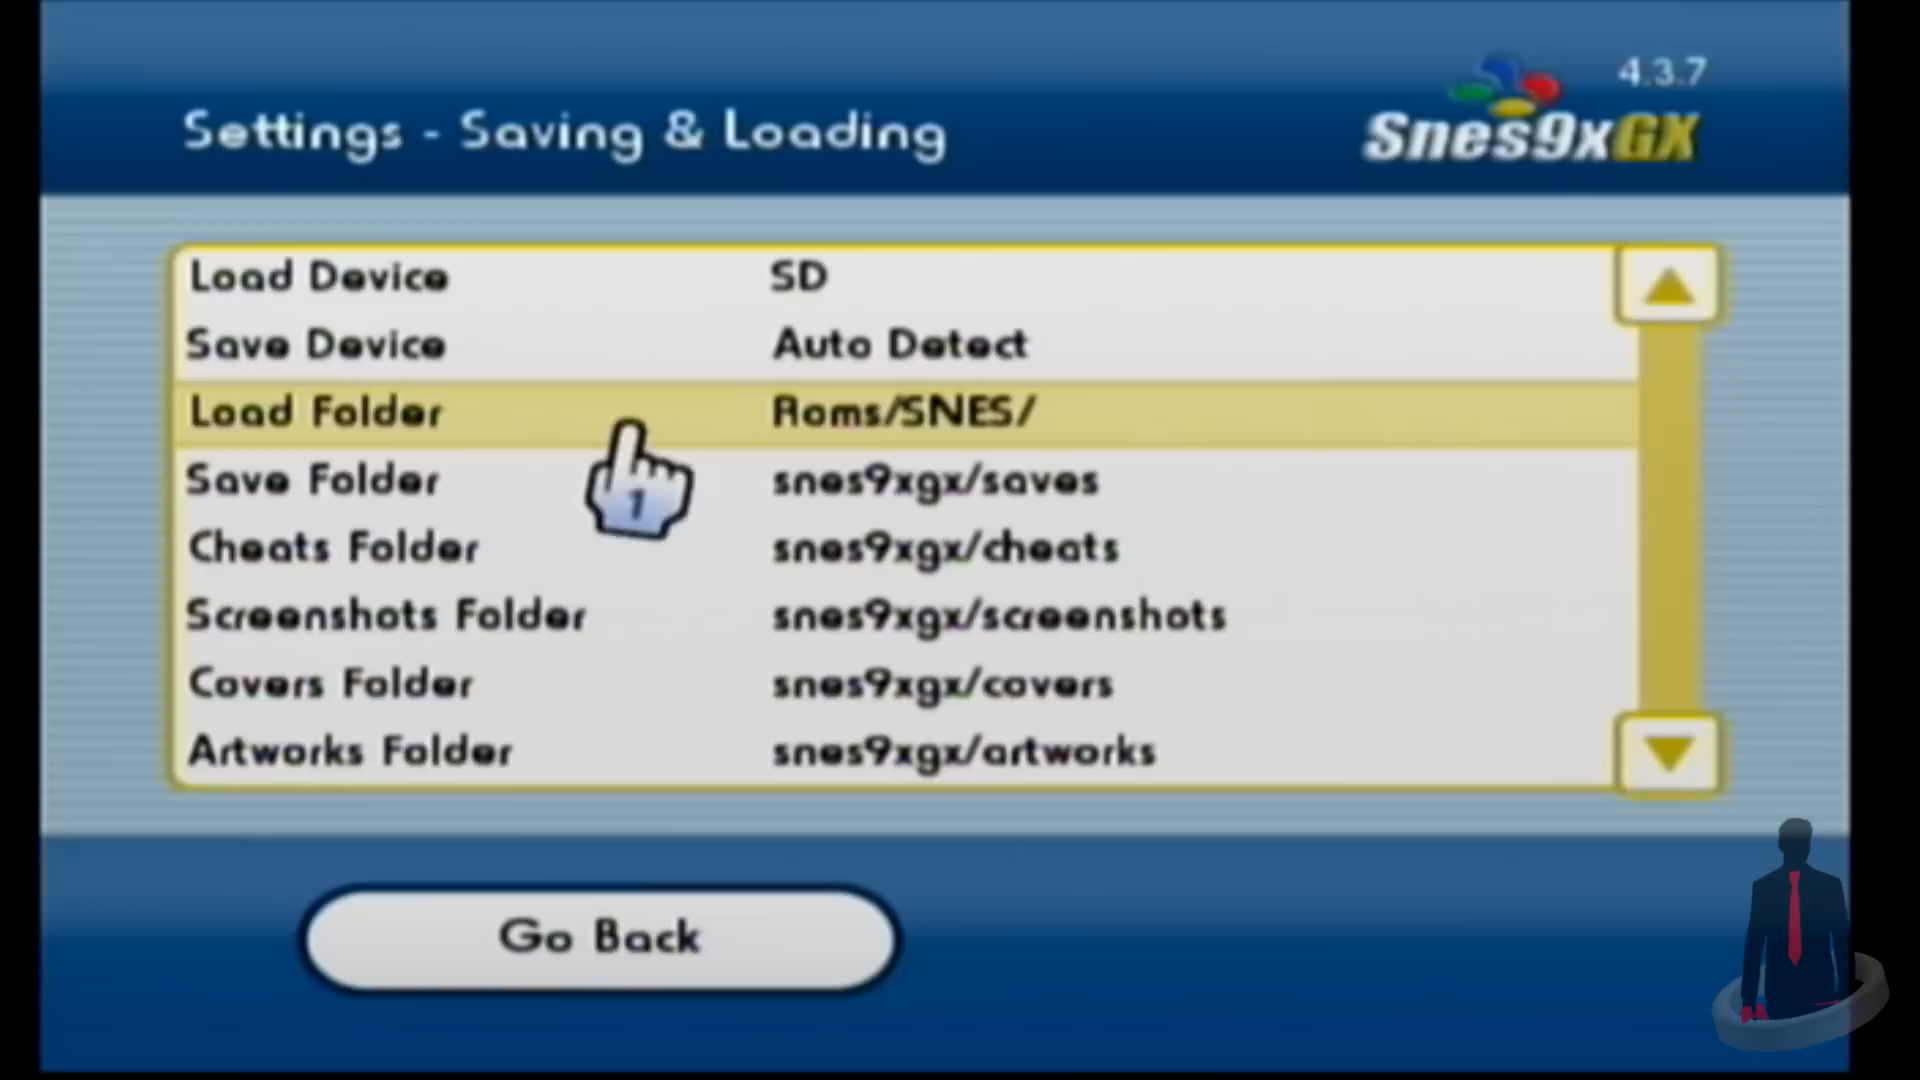 Settings - Saving & Loading
4.3.7
Snes9xGX
Load Device SD
Save Device Auto Detect
Load Folder Roms/SNES/
Save Folder snes9xgx/saves
Cheats Folder snes9xgx/cheats
Screenshots Folder snes9xgx/screenshots
Covers Folder snes9xgx/covers
Artworks Folder snes9xgx/artworks
1
Go Back